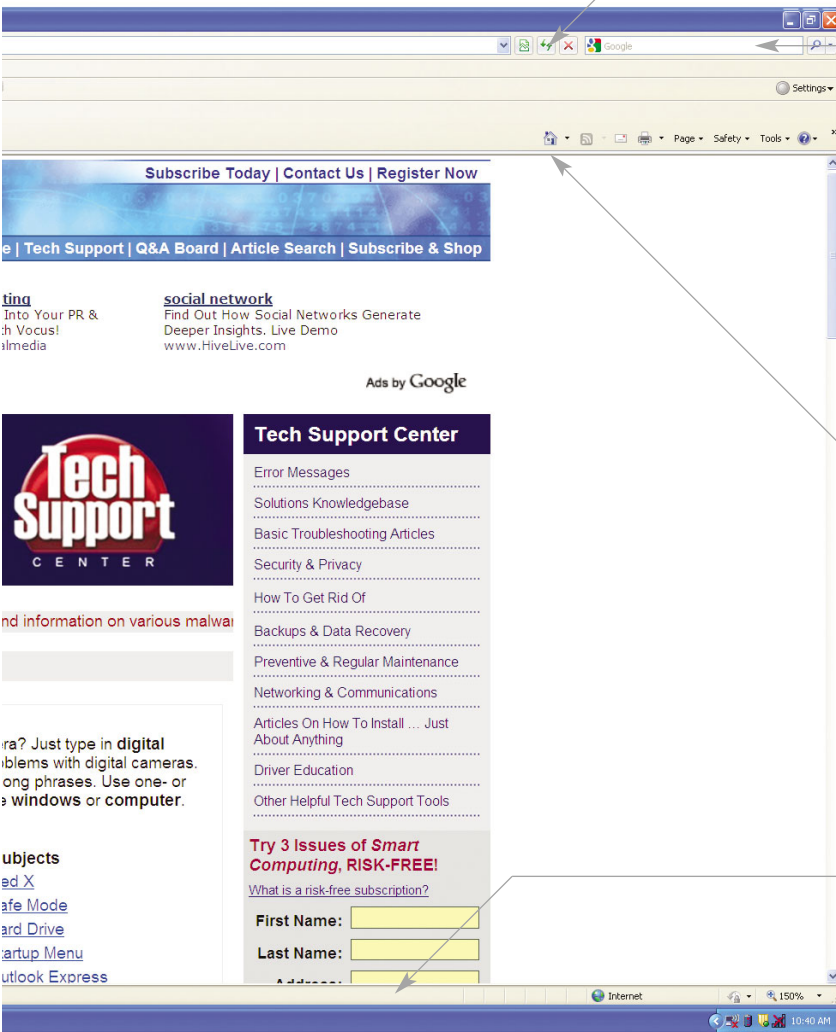 Google
Settings
Page Safety Tools
Subscribe Today | Contact Us | Register Now
e | Tech Support | Q&A Board | Article Search | Subscribe & Shop
ting
Into Your PR &
h Vocus!
almedia
social network
Find Out How Social Networks Generate
Deeper Insights. Live Demo
www.HiveLive.com
Ads by Google
Tech
Support
CENTER
nd information on various malwar
era? Just type in digital
oblems with digital cameras.
ong phrases. Use one- or
e windows or computer.
ubjects
ed X
afe Mode
ard Drive
tartup Menu
utlook Express
Tech Support Center
Error Messages
Solutions Knowledgebase
Basic Troubleshooting Articles
Security & Privacy
How To Get Rid Of
Backups & Data Recovery
Preventive & Regular Maintenance
Networking & Communications
Articles On How To Install ... Just
About Anything
Driver Education
Other Helpful Tech Support Tools
Try 3 Issues of Smart
Computing, RISK-FREE!
What is a risk-free subscription?
First Name:
Last Name:
Address:
Internet 150%
10:40 AM